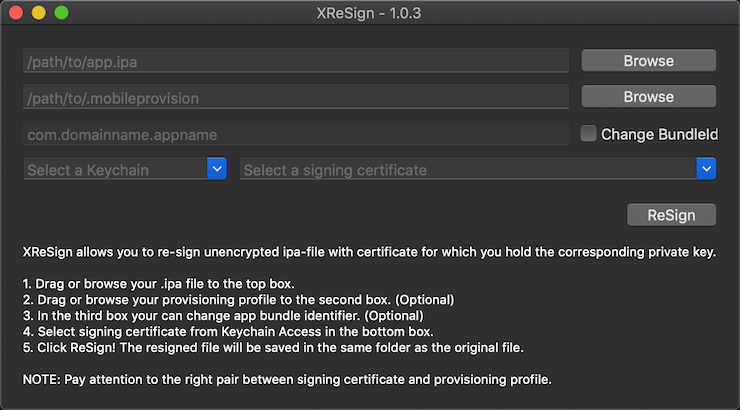 XReSign - 1.0.3
/path/to/app.ipa
Browse
/path/to/.mobileprovision
Browse
com.domainname.appname
Change BundleId
Select a Keychain
Select a signing certificate
ReSign
XReSign allows you to re-sign unencrypted ipa-file with certificate for which you hold the corresponding private key.
1. Drag or browse your .ipa file to the top box.
2. Drag or browse your provisioning profile to the second box. (Optional)
3. In the third box your can change app bundle identifier. (Optional)
4. Select signing certificate from Keychain Access in the bottom box.
5. Click ReSign! The resigned file will be saved in the same folder as the original file.
NOTE: Pay attention to the right pair between signing certificate and provisioning profile.